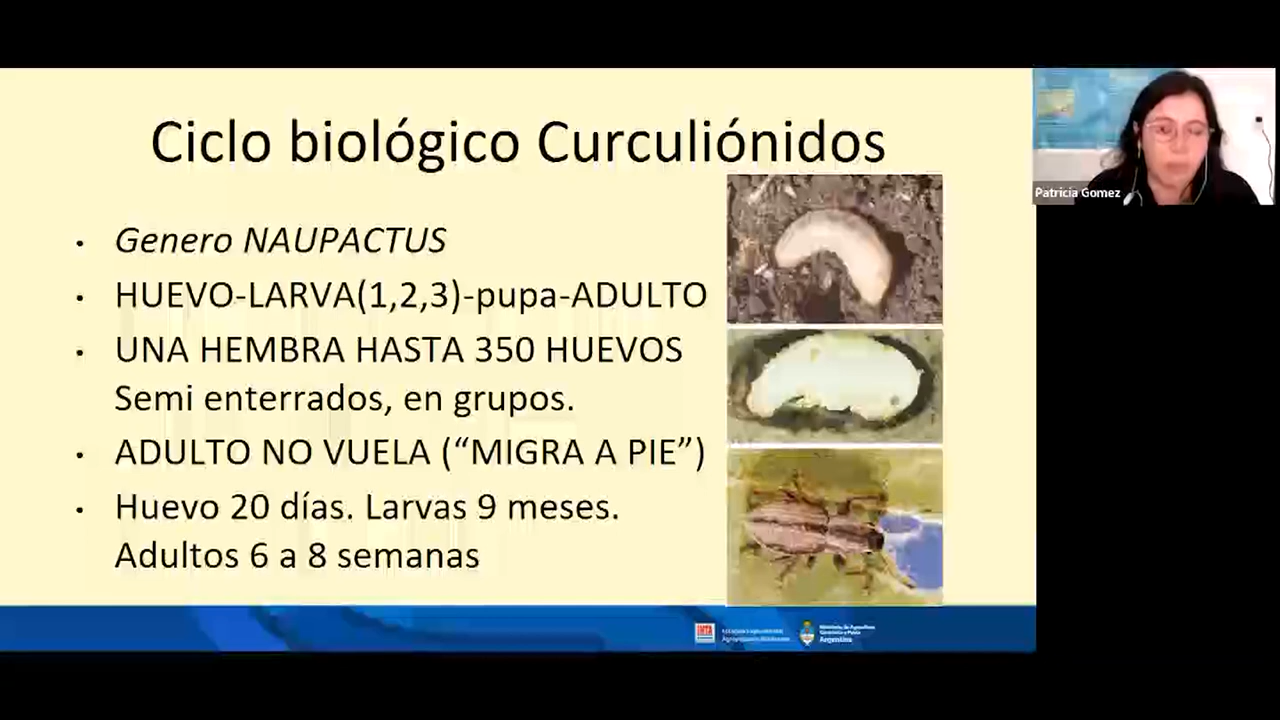 Ciclo biológico Curculiónidos
• Genero NAUPACTUS
• HUEVO-LARVA(1,2,3)-pupa-ADULTO
• UNA HEMBRA HASTA 350 HUEVOS
Semi enterrados, en grupos.
• ADULTO NO VUELA (“MIGRA A PIE”)
• Huevo 20 días. Larvas 9 meses.
Adultos 6 a 8 semanas
Patricia Gomez
INTA
Argentina